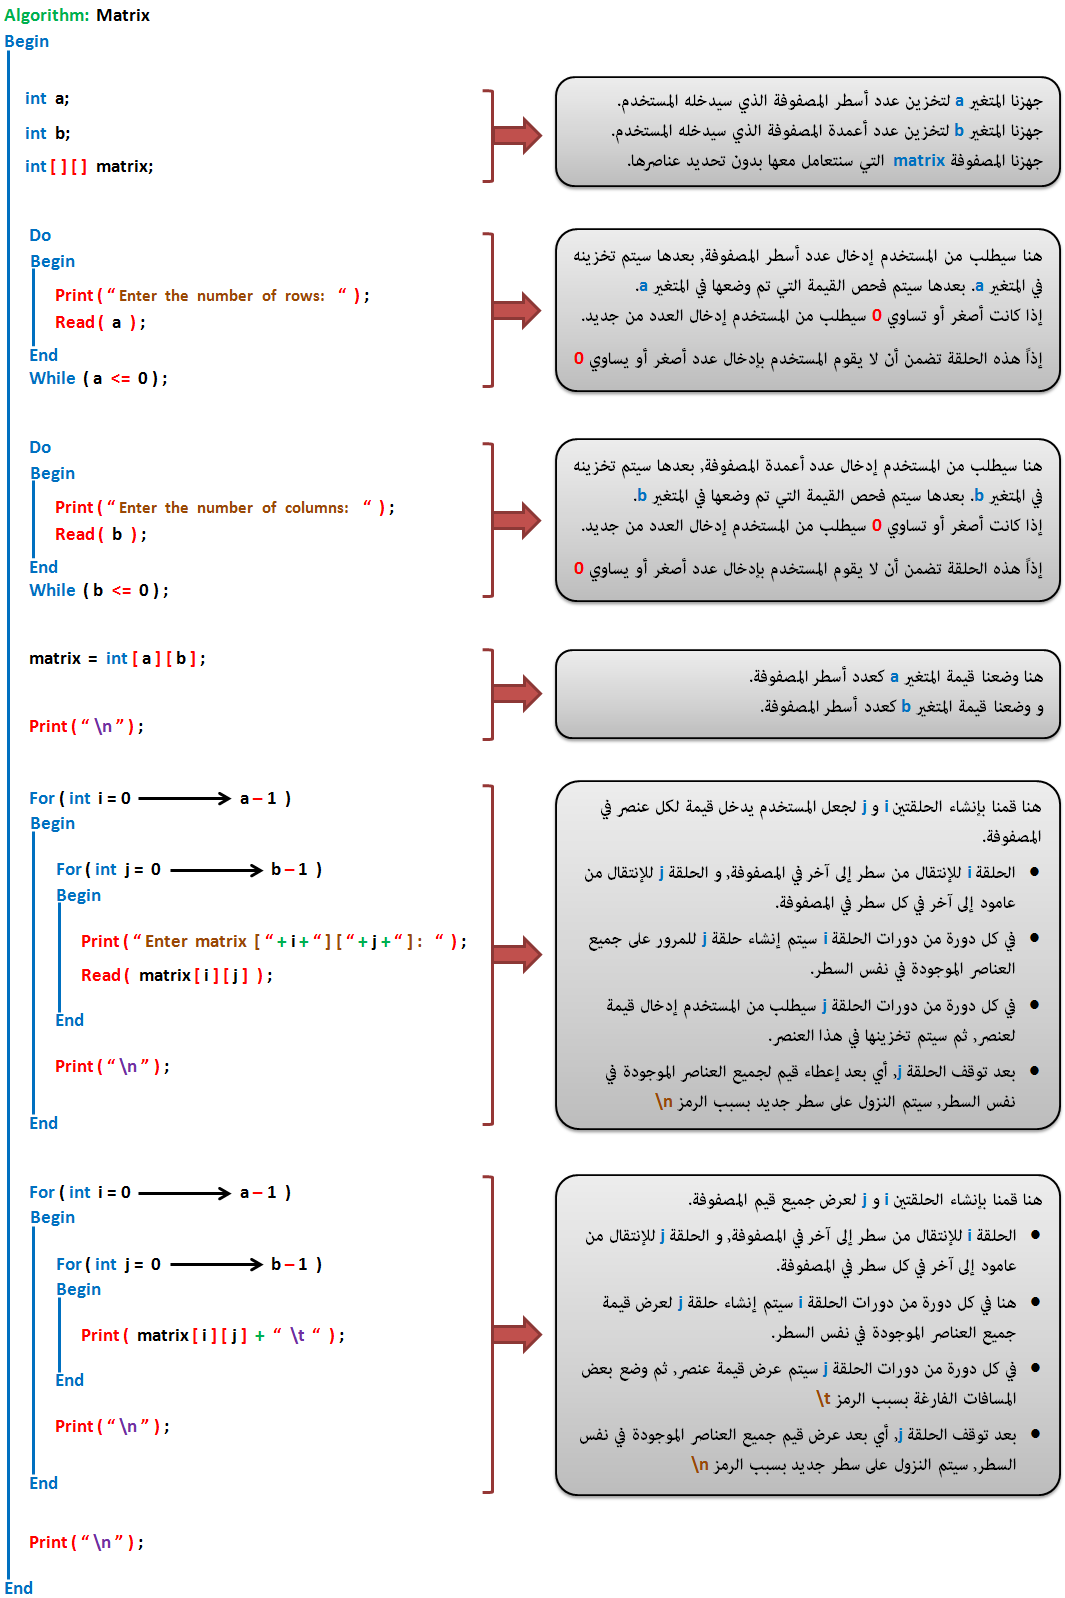 Algorithm: Matrix
Begin
int a;
int b;
int[ ][ ] matrix;
جهزنا المتغير a لتخزين عدد أسطر المصفوفة الذي سيدخله المستخدم.
جهزنا المتغير b لتخزين عدد أعمدة المصفوفة الذي سيدخله المستخدم.
جهزنا المصفوفة matrix التي سنتعامل معها بدون تحديد عناصرها.
Do
Begin
Print ( “ Enter the number of rows: “ ) ;
Read ( a ) ;
End
While ( a <= 0 ) ;
هنا سيطلب من المستخدم إدخال عدد أسطر المصفوفة, بعدها سيتم تخزينه
في المتغير a. بعدها سيتم فحص القيمة التي تم وضعها في المتغير a.
إذا كانت أصغر أو تساوي 0 سيطلب من المستخدم إدخال العدد من جديد.
إذاً هذه الحلقة تضمن أن لا يقوم المستخدم بإدخال عدد أصغر أو يساوي 0
Do
Begin
Print ( “ Enter the number of columns: “ ) ;
Read ( b ) ;
End
While ( b <= 0 ) ;
هنا سيطلب من المستخدم إدخال عدد أعمدة المصفوفة, بعدها سيتم تخزينه
في المتغير b. بعدها سيتم فحص القيمة التي تم وضعها في المتغير b.
إذا كانت أصغر أو تساوي 0 سيطلب من المستخدم إدخال العدد من جديد.
إذاً هذه الحلقة تضمن أن لا يقوم المستخدم بإدخال عدد أصغر أو يساوي 0
matrix = int [ a ] [ b ] ;
Print ( “ \n ” ) ;
هنا وضعنا قيمة المتغير a كعدد أسطر المصفوفة.
و وضعنا قيمة المتغير b كعدد أسطر المصفوفة.
For ( int i = 0 ⟶ a – 1 )
Begin
For ( int j = 0 ⟶ b – 1 )
Begin
Print ( “ Enter matrix [ “ + i + “ ] [ “ + j + “ ] : “ ) ;
Read ( matrix [ i ] [ j ] ) ;
End
Print ( “ \n ” ) ;
End
هنا قمنا بإنشاء الحلقتين i و j لجعل المستخدم يدخل قيمة لكل عنصر في
المصفوفة.
● الحلقة i للإنتقال من سطر إلى آخر في المصفوفة, و الحلقة j للإنتقال من
عامود إلى آخر في كل سطر في المصفوفة.
● في كل دورة من دورات الحلقة i سيتم إنشاء حلقة j للمرور على جميع
العناصر الموجودة في نفس السطر.
● في كل دورة من دورات الحلقة j سيطلب من المستخدم إدخال قيمة
لعنصر, ثم سيتم تخزينها في هذا العنصر.
● بعد توقف الحلقة j, أي بعد إعطاء قيم لجميع العناصر الموجودة في
نفس السطر, سيتم النزول على سطر جديد بسبب الرمز \n
For ( int i = 0 ⟶ a – 1 )
Begin
For ( int j = 0 ⟶ b – 1 )
Begin
Print ( matrix [ i ] [ j ] + “ \t “ ) ;
End
Print ( “ \n ” ) ;
End
هنا قمنا بإنشاء الحلقتين i و j لعرض جميع قيم المصفوفة.
● الحلقة i للإنتقال من سطر إلى آخر في المصفوفة, و الحلقة j للإنتقال من
عامود إلى آخر في كل سطر في المصفوفة.
● هنا في كل دورة من دورات الحلقة i سيتم إنشاء حلقة j لعرض قيمة
جميع العناصر الموجودة في نفس السطر.
● في كل دورة من دورات الحلقة j سيتم عرض قيمة عنصر, ثم وضع بعض
المسافات الفارغة بسبب الرمز \t
● بعد توقف الحلقة j, أي بعد عرض قيم جميع العناصر الموجودة في نفس
السطر, سيتم النزول على سطر جديد بسبب الرمز \n
Print ( “ \n ” ) ;
End